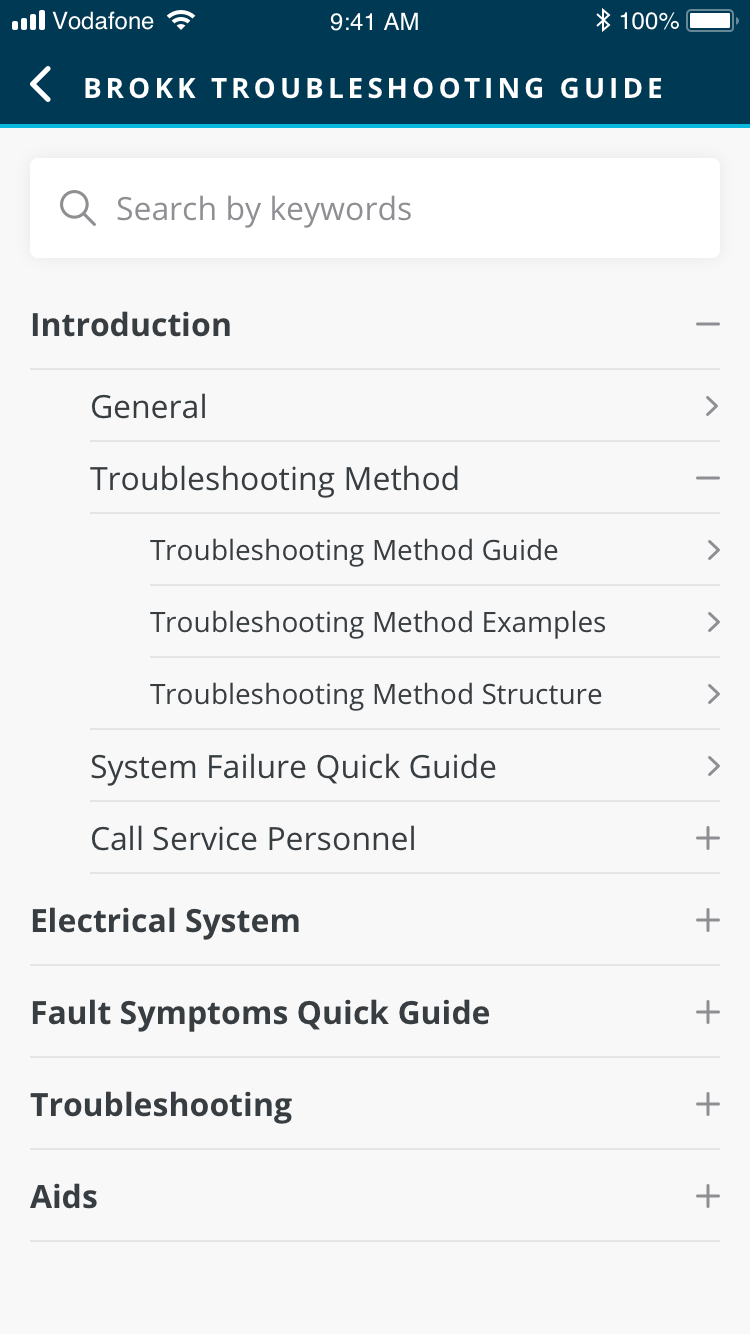 Vodafone 9:41 AM 100%
BROKK TROUBLESHOOTING GUIDE
Search by keywords
Introduction
General
Troubleshooting Method
Troubleshooting Method Guide
Troubleshooting Method Examples
Troubleshooting Method Structure
System Failure Quick Guide
Call Service Personnel
Electrical System
Fault Symptoms Quick Guide
Troubleshooting
Aids